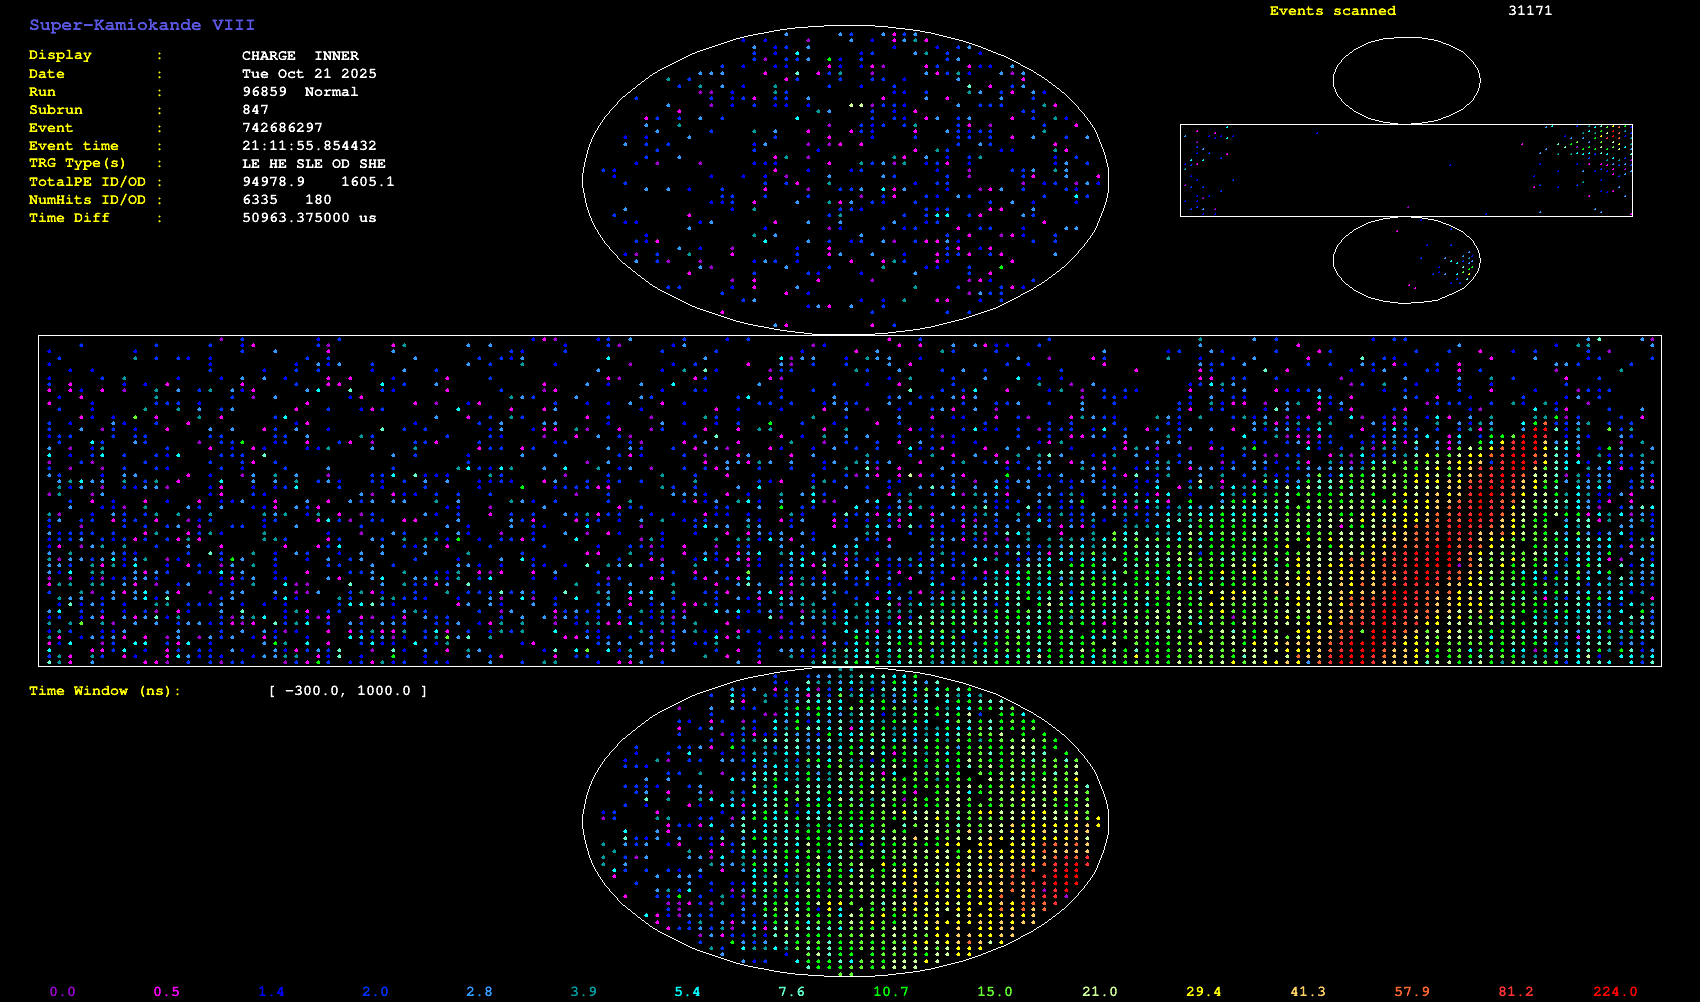 Super-Kamiokande VIII
Events scanned 31171
Display : CHARGE INNER
Date : Tue Oct 21 2025
Run : 96859 Normal
Subrun : 847
Event : 742686297
Event time : 21:11:55.854432
TRG Type(s) : LE HE SLE OD SHE
TotalPE ID/OD : 94978.9 1605.1
NumHits ID/OD : 6335 180
Time Diff : 50963.375000 us
Time Window (ns): [ -300.0, 1000.0 ]
0.0 0.5 1.4 2.0 2.8 3.9 5.4 7.6 10.7 15.0 21.0 29.4 41.3 57.9 81.2 224.0